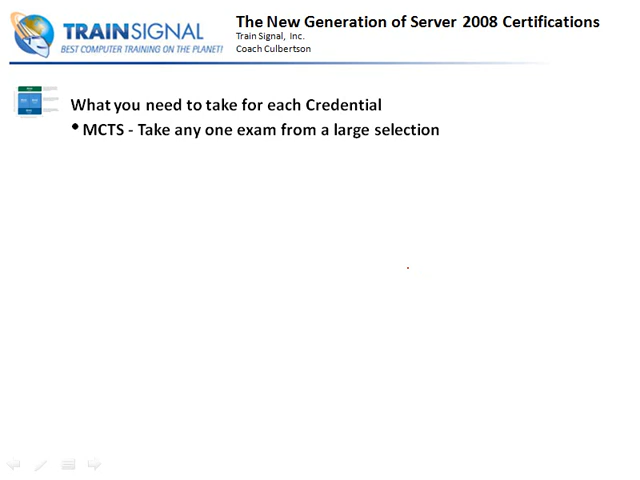 TRAINSIGNAL
BEST COMPUTER TRAINING ON THE PLANET!
The New Generation of Server 2008 Certifications
Train Signal, Inc.
Coach Culbertson
What you need to take for each Credential
• MCTS - Take any one exam from a large selection